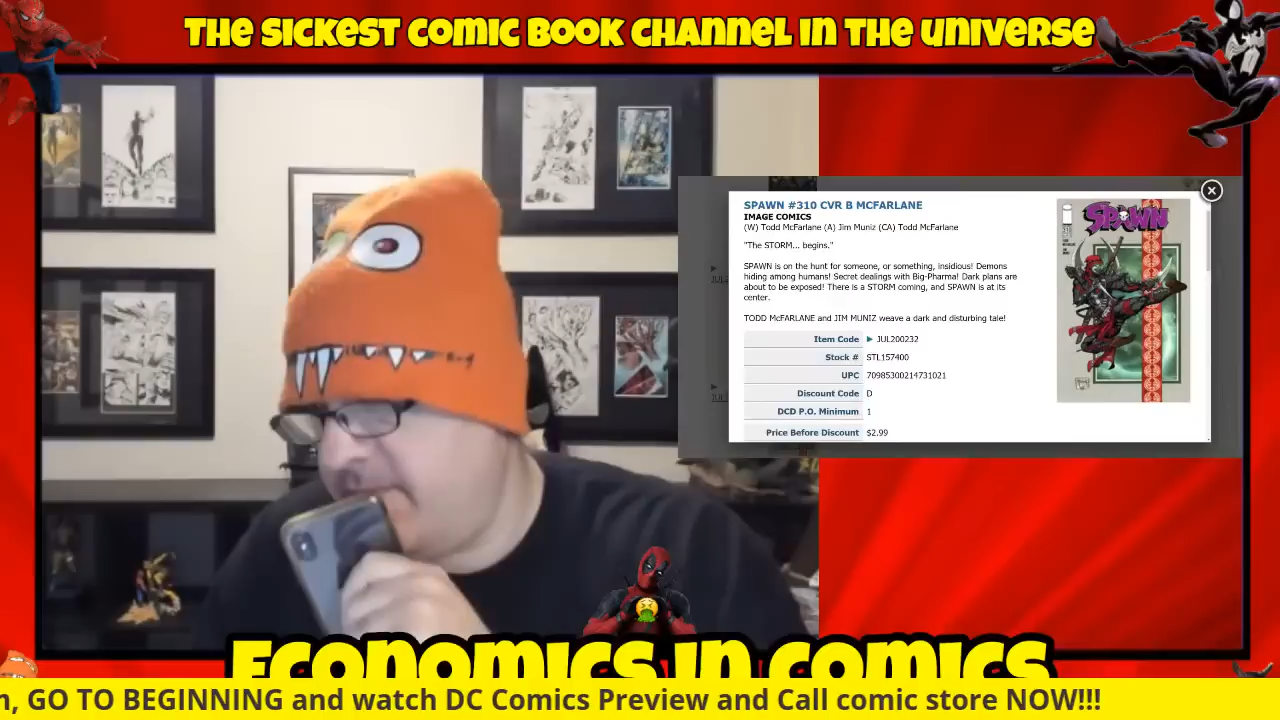 THE SICKEST COMIC BOOK CHANNEL IN THE UNIVERSE
SPAWN #310 CVR B MCFARLANE
IMAGE COMICS
(W) Todd McFarlane (A) Jim Muniz (CA) Todd McFarlane
"The STORM... begins."
SPAWN is on the hunt for someone, or something, insidious! Demons
hiding among humans! Secret dealings with Big-Pharma! Dark plans are
about to be exposed! There is a STORM coming, and SPAWN is at its
center.
TODD McFARLANE and JIM MUNIZ weave a dark and disturbing tale!
Item Code JUL200232
Stock # STL157400
UPC 70985300214731021
Discount Code D
DCD P.O. Minimum 1
Price Before Discount $2.99
SPAWN
ECONOMICS IN COMICS
GO TO BEGINNING and watch DC Comics Preview and Call comic store NOW!!!